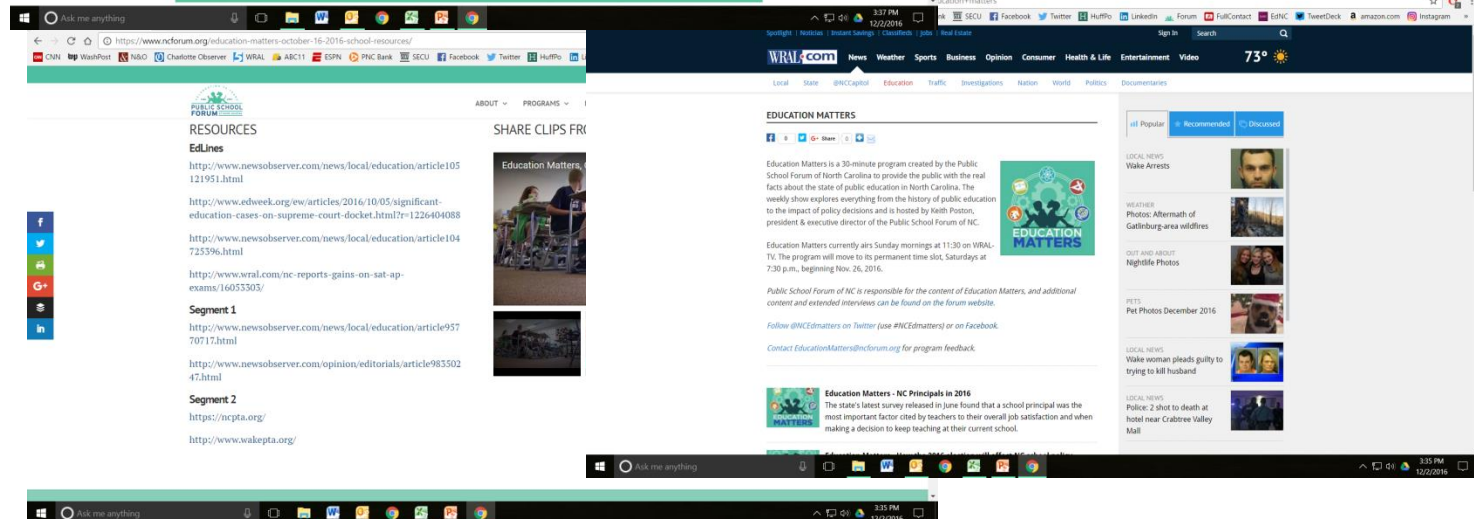 Ask me anything
3:37 PM
12/2/2016
https://www.ncforum.org/education-matters-october-16-2016-school-resources/
CNN WashPost N&O Charlotte Observer WRAL ABC11 ESPN PNC Bank SECU Facebook Twitter HuffPo
PUBLIC SCHOOL
FORUM
ABOUT PROGRAMS
RESOURCES
EdLines
http://www.newsobserver.com/news/local/education/article105
121951.html
http://www.edweek.org/ew/articles/2016/10/05/significant-
education-cases-on-supreme-court-docket.html?r=1226404088
http://www.newsobserver.com/news/local/education/article104
725396.html
http://www.wral.com/nc-reports-gains-on-sat-ap-
exams/16053303/
Segment 1
http://www.newsobserver.com/news/local/education/article957
70717.html
http://www.newsobserver.com/opinion/editorials/article983502
47.html
Segment 2
https://ncpta.org/
http://www.wakepta.org/
SHARE CLIPS FRO
Education Matters,
SECU Facebook Twitter HuffPo LinkedIn Forum FullContact EdNC TweetDeck amazon.com Instagram
Spotlight | Noticias | Instant Savings | Classifieds | Jobs | Real Estate
Sign In Search
WRAL.COM News Weather Sports Business Opinion Consumer Health & Life Entertainment Video 73°
Local State @NCCapitol Education Traffic Investigations Nation World Politics Documentaries
EDUCATION MATTERS
8 G+ Share 0
Education Matters is a 30-minute program created by the Public
School Forum of North Carolina to provide the public with the real
facts about the state of public education in North Carolina. The
weekly show explores everything from the history of public education
to the impact of policy decisions and is hosted by Keith Poston,
president & executive director of the Public School Forum of NC.
Education Matters currently airs Sunday mornings at 11:30 on WRAL-
TV. The program will move to its permanent time slot, Saturdays at
7:30 p.m., beginning Nov. 26, 2016.
Public School Forum of NC is responsible for the content of Education Matters, and additional
content and extended interviews can be found on the forum website.
Follow @NCEdmatters on Twitter (use #NCEdmatters) or on Facebook.
Contact EducationMatters@ncforum.org for program feedback.
EDUCATION
MATTERS
EDUCATION
MATTERS
Education Matters - NC Principals in 2016
The state's latest survey released in June found that a school principal was the
most important factor cited by teachers to their overall job satisfaction and when
making a decision to keep teaching at their current school.
Popular Recommended Discussed
LOCAL NEWS
Wake Arrests
WEATHER
Photos: Aftermath of
Gatlinburg-area wildfires
OUT AND ABOUT
Nightlife Photos
PETS
Pet Photos December 2016
LOCAL NEWS
Wake woman pleads guilty to
trying to kill husband
LOCAL NEWS
Police: 2 shot to death at
hotel near Crabtree Valley
Mall
Ask me anything
3:35 PM
12/2/2016
Ask me anything
3:35 PM